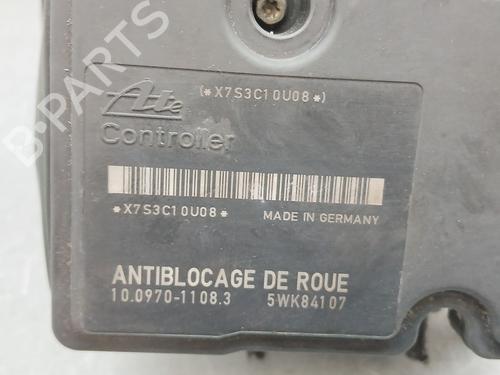 (*X7S3C10U08*)
Ate
Controller
*X7S3C10U08* MADE IN GERMANY
ANTIBLOCAGE DE ROUE
10.0970-1108.3 5WK84107
B-PARTS